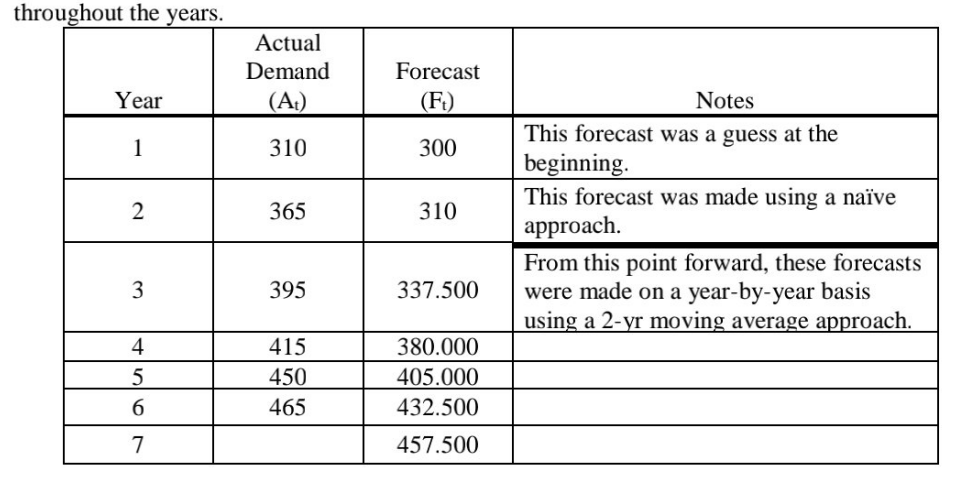 throughout the years.
Year Actual Demand (At) Forecast (Ft) Notes
1 310 300 This forecast was a guess at the
beginning.
2 365 310 This forecast was made using a naïve
approach.
3 395 337.500 From this point forward, these forecasts
were made on a year-by-year basis
using a 2-yr moving average approach.
4 415 380.000
5 450 405.000
6 465 432.500
7 457.500